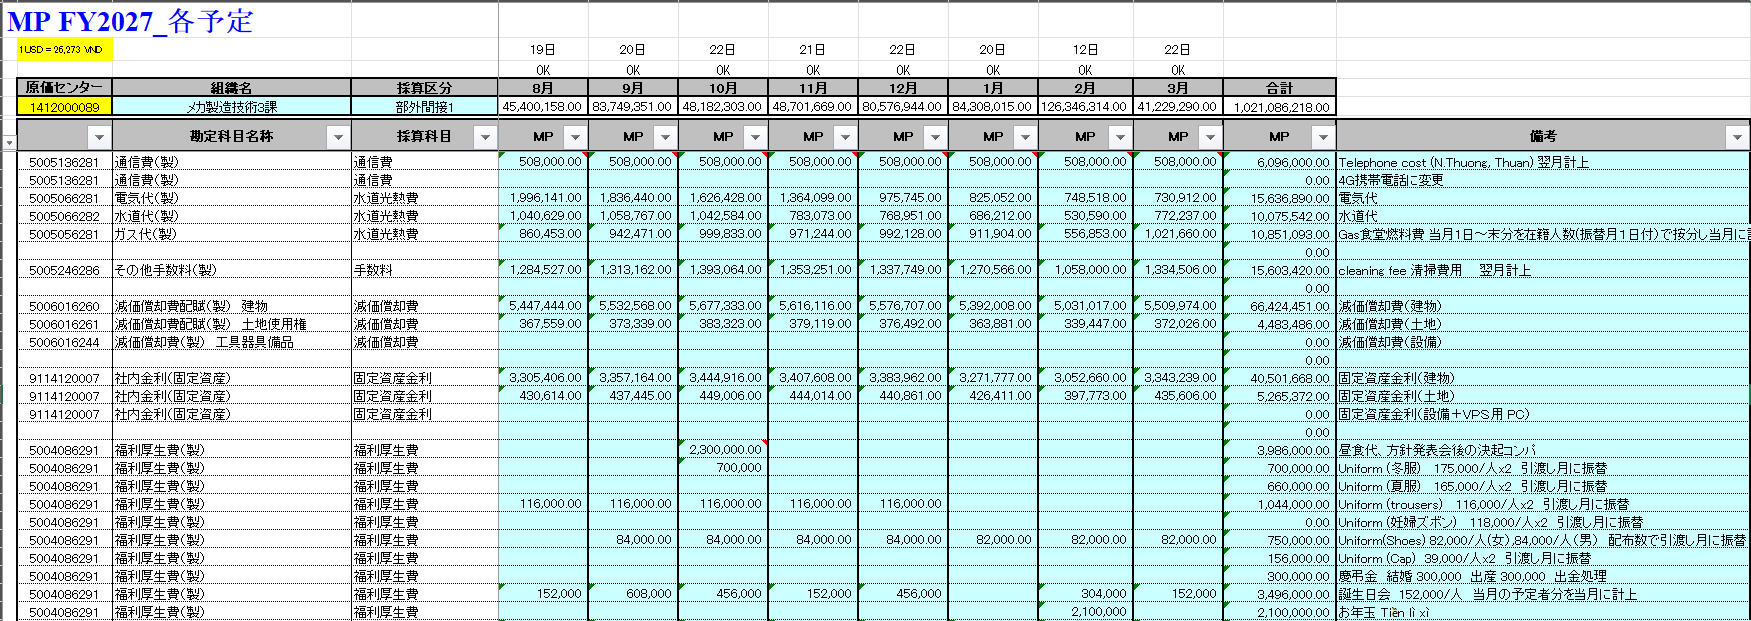 MP FY2027_各予定
1USD = 26,273 VND 19日 20日 22日 21日 22日 20日 12日 22日
OK OK OK OK OK OK OK OK
原価センター 組織名 採算区分 8月 9月 10月 11月 12月 1月 2月 3月 合計
1412000089 メカ製造技術3課 部外間接1 45,400,158.00 83,749,351.00 48,182,303.00 48,701,669.00 80,576,944.00 84,308,015.00 126,346,314.00 41,229,290.00 1,021,086,218.00
勘定科目名称 採算科目 MP MP MP MP MP MP MP MP MP 備考
5005136281 通信費(製) 通信費 508,000.00 508,000.00 508,000.00 508,000.00 508,000.00 508,000.00 508,000.00 508,000.00 6,096,000.00 Telephone cost (N.Thuong, Thuan) 翌月計上
5005136281 通信費(製) 通信費 0.00 4G携帯電話に変更
5005066281 電気代(製) 水道光熱費 1,996,141.00 1,836,440.00 1,626,428.00 1,364,099.00 975,745.00 825,052.00 748,518.00 730,912.00 15,636,890.00 電気代
5005066282 水道代(製) 水道光熱費 1,040,629.00 1,058,767.00 1,042,584.00 783,073.00 768,951.00 686,212.00 530,590.00 772,237.00 10,075,542.00 水道代
5005056281 ガス代(製) 水道光熱費 860,453.00 942,471.00 999,833.00 971,244.00 992,128.00 911,904.00 556,853.00 1,021,660.00 10,851,093.00 Gas食堂燃料費 当月1日～末分を在籍人数(振替月1日付)で按分し当月に
0.00
5005246286 その他手数料(製) 手数料 1,284,527.00 1,313,162.00 1,393,064.00 1,353,251.00 1,337,749.00 1,270,566.00 1,058,000.00 1,334,506.00 15,603,420.00 cleaning fee 清掃費用 翌月計上
0.00
5006016260 減価償却費配賦(製) 建物 減価償却費 5,447,444.00 5,532,568.00 5,677,333.00 5,616,116.00 5,576,707.00 5,392,008.00 5,031,017.00 5,509,974.00 66,424,451.00 減価償却費(建物)
5006016261 減価償却費配賦(製) 土地使用権 減価償却費 367,559.00 373,379.00 383,323.00 379,119.00 376,492.00 363,881.00 339,447.00 372,026.00 4,483,486.00 減価償却費(土地)
5006016244 減価償却費(製) 工具器具備品 減価償却費 0.00 減価償却費(設備)
0.00
9114120007 社内金利(固定資産) 固定資産金利 3,305,406.00 3,357,164.00 3,444,916.00 3,407,608.00 3,383,962.00 3,271,777.00 3,052,660.00 3,343,239.00 40,501,668.00 固定資産金利(建物)
9114120007 社内金利(固定資産) 固定資産金利 430,614.00 437,445.00 449,006.00 444,014.00 440,861.00 426,411.00 397,773.00 435,606.00 5,265,372.00 固定資産金利(土地)
9114120007 社内金利(固定資産) 固定資産金利 0.00 固定資産金利(設備＋VPS用 PC)
0.00
5004086291 福利厚生費(製) 福利厚生費 2,300,000.00 3,986,000.00 昼食代、方針発表会後の決起コンパ
5004086291 福利厚生費(製) 福利厚生費 700,000 700,000.00 Uniform (冬服) 175,000/人x2 引渡し月に振替
5004086291 福利厚生費(製) 福利厚生費 660,000.00 Uniform (夏服) 165,000/人x2 引渡し月に振替
5004086291 福利厚生費(製) 福利厚生費 116,000.00 116,000.00 116,000.00 116,000.00 116,000.00 1,044,000.00 Uniform (trousers) 116,000/人x2 引渡し月に振替
5004086291 福利厚生費(製) 福利厚生費 0.00 Uniform (妊婦ズボン) 118,000/人x2 引渡し月に振替
5004086291 福利厚生費(製) 福利厚生費 84,000.00 84,000.00 84,000.00 84,000.00 82,000.00 82,000.00 82,000.00 750,000.00 Uniform(Shoes) 82,000/人(女),84,000/人(男) 配布数で引渡し月に振替
5004086291 福利厚生費(製) 福利厚生費 156,000.00 Uniform (Cap) 39,000/人x2 引渡し月に振替
5004086291 福利厚生費(製) 福利厚生費 300,000.00 慶弔金 結婚300,000 出産300,000 出金処理
5004086291 福利厚生費(製) 福利厚生費 152,000 608,000 456,000 152,000 456,000 304,000 152,000 3,496,000.00 誕生日会 152,000/人 当月の予定者分を当月に計上
5004086291 福利厚生費(製) 福利厚生費 2,100,000 2,100,000.00 お年玉 Tiền lì xì